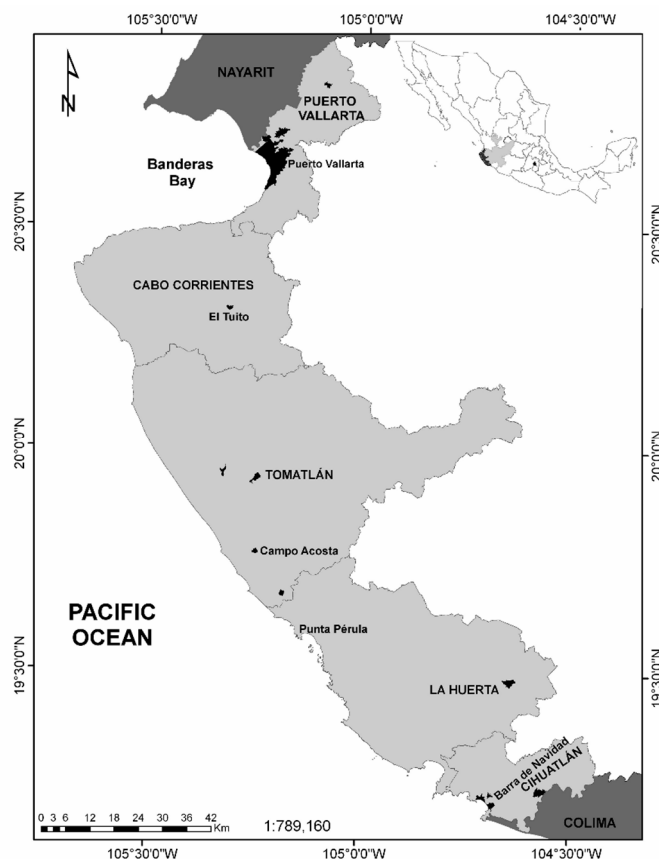 105°30'0"W
105°0'0"W
104°30'0"W
N
NAYARIT
PUERTO
VALLARTA
Puerto Vallarta
Banderas
Bay
20°30'0"N
20°30'0"N
CABO CORRIENTES
El Tuito
20°0'0"N
20°0'0"N
TOMATLÁN
Campo Acosta
PACIFIC
OCEAN
Punta Pérula
19°30'0"N
19°30'0"N
LA HUERTA
Barra de Navidad
CIHUATLÁN
COLIMA
0 3 6 12 18 24 30 36 42
Km
1:789,160
105°30'0"W
105°0'0"W
104°30'0"W